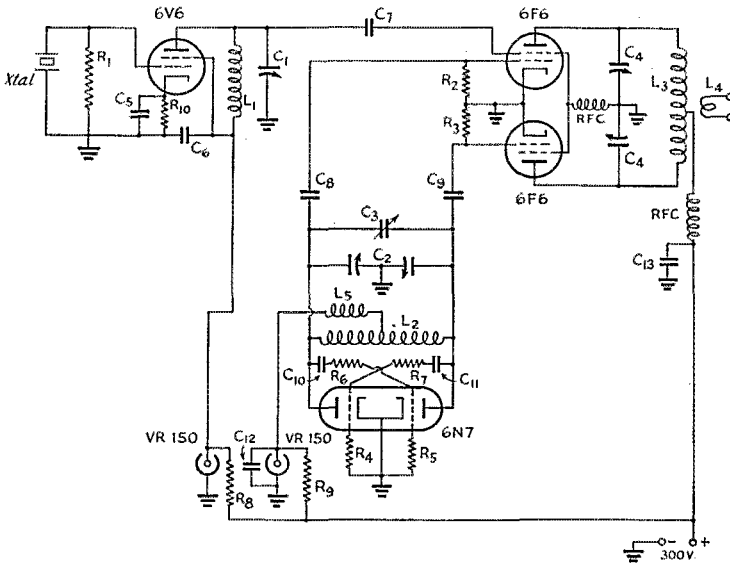 6V6
C7
6F6
Xtal
R1
C1
C4
L3
L4
L1
R2
C5
R10
R3
RFC
C6
C4
C8
C9
6F6
RFC
C3
C2
C13
L5
L2
C10
R6
R7
C11
6N7
VR 150
C12
VR 150
R4
R5
R8
R9
- +
300V.